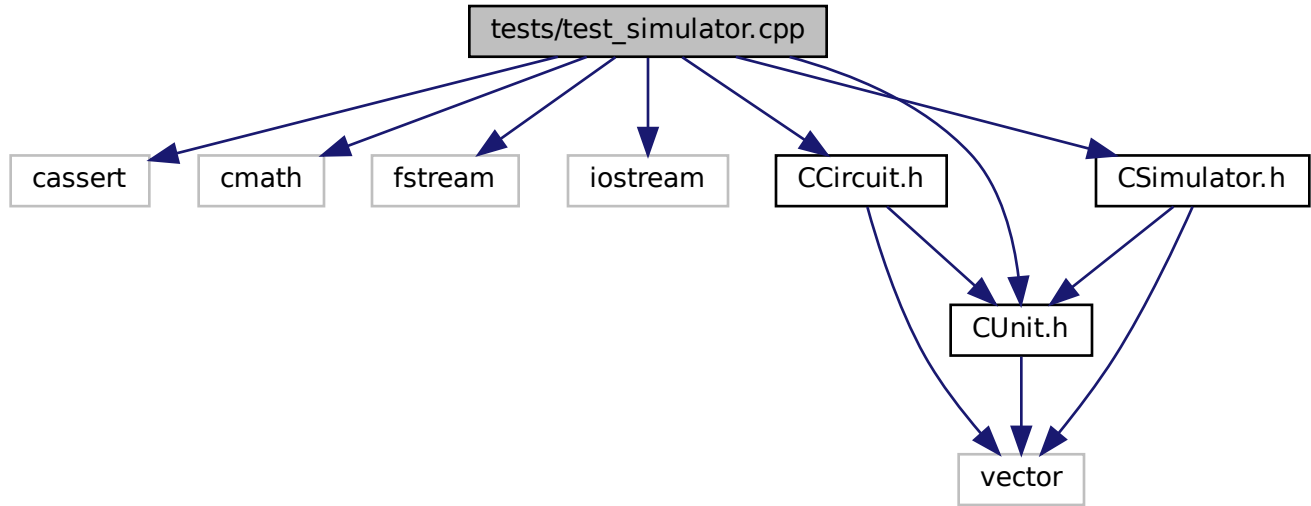 tests/test_simulator.cpp
cassert
cmath
fstream
iostream
CCircuit.h
CSimulator.h
CUnit.h
vector